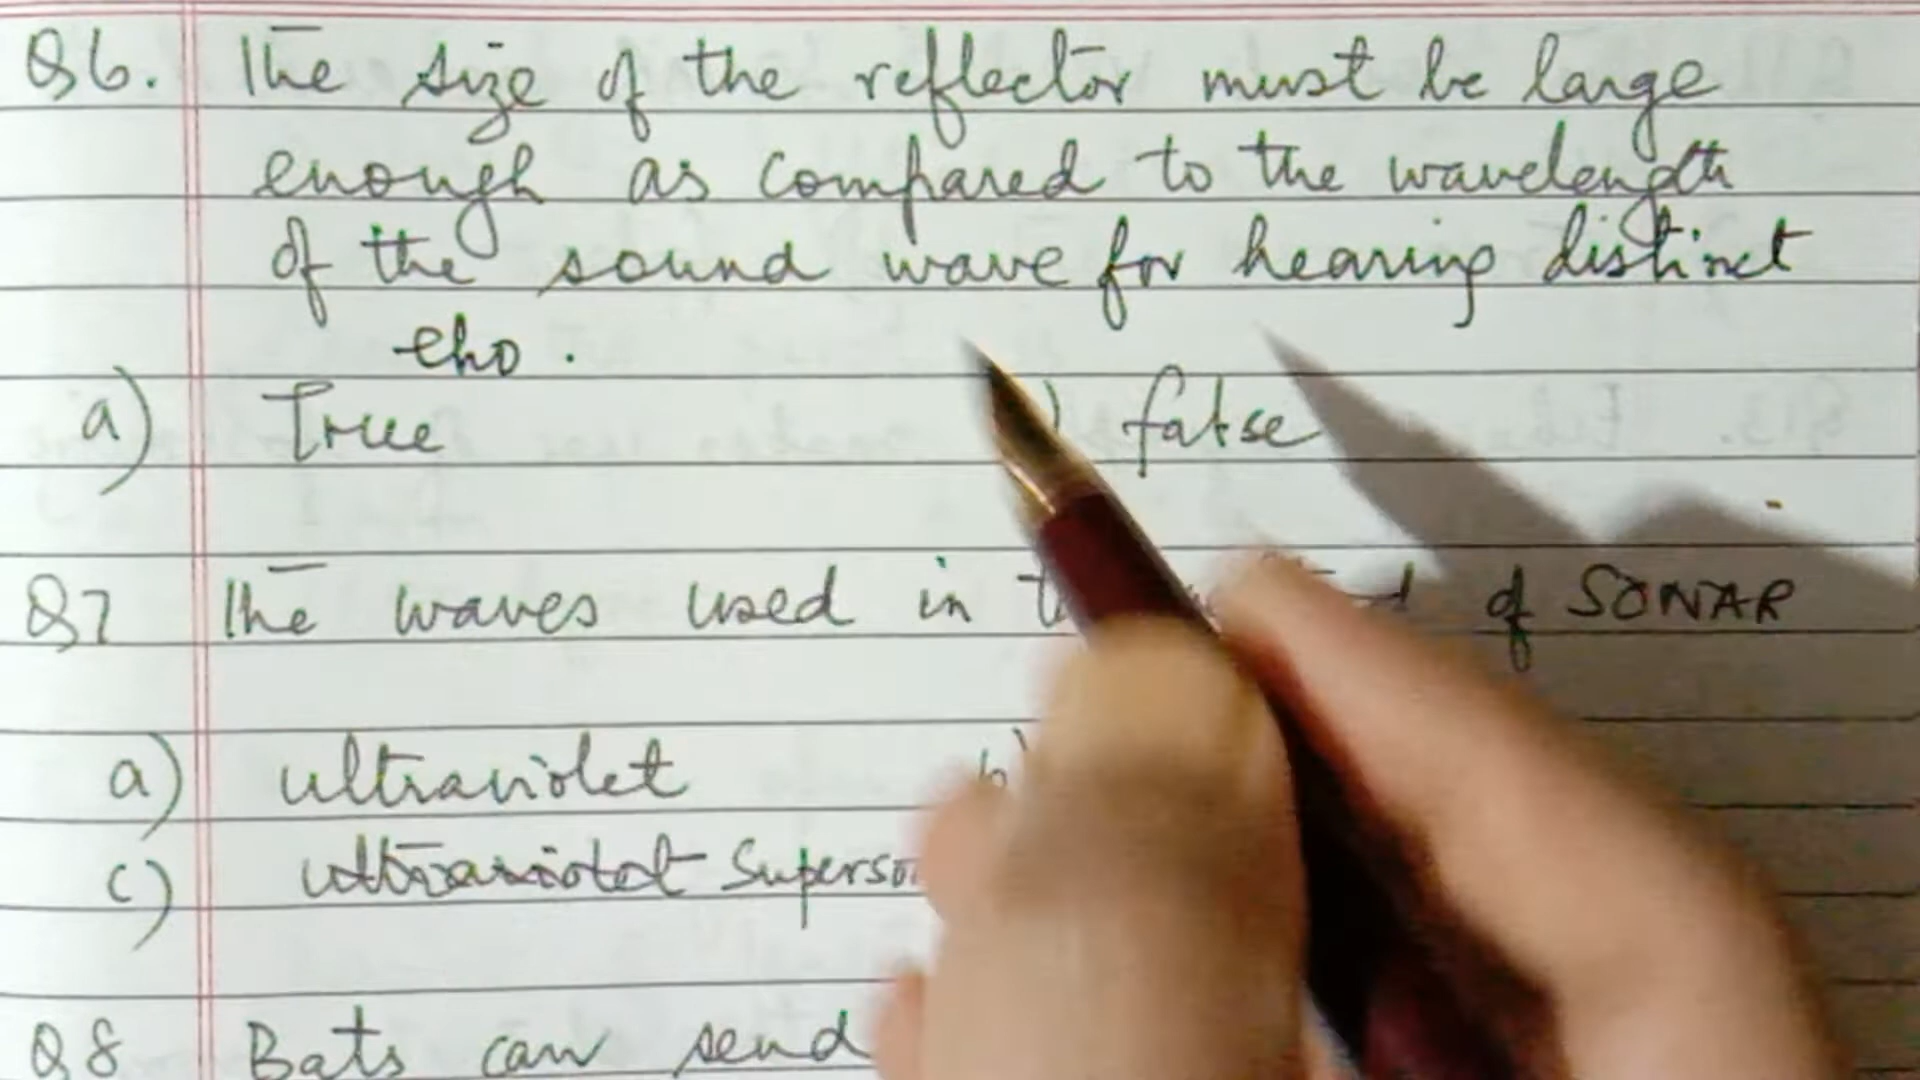 Q6. The size of the reflector must be large
enough as compared to the wavelength
of the sound wave for hearing distinct
eho.
a) True ) false
Q7 The waves used in of SONAR
a) ultraviolet b)
c) ultraviolet
Q8 Bats can send